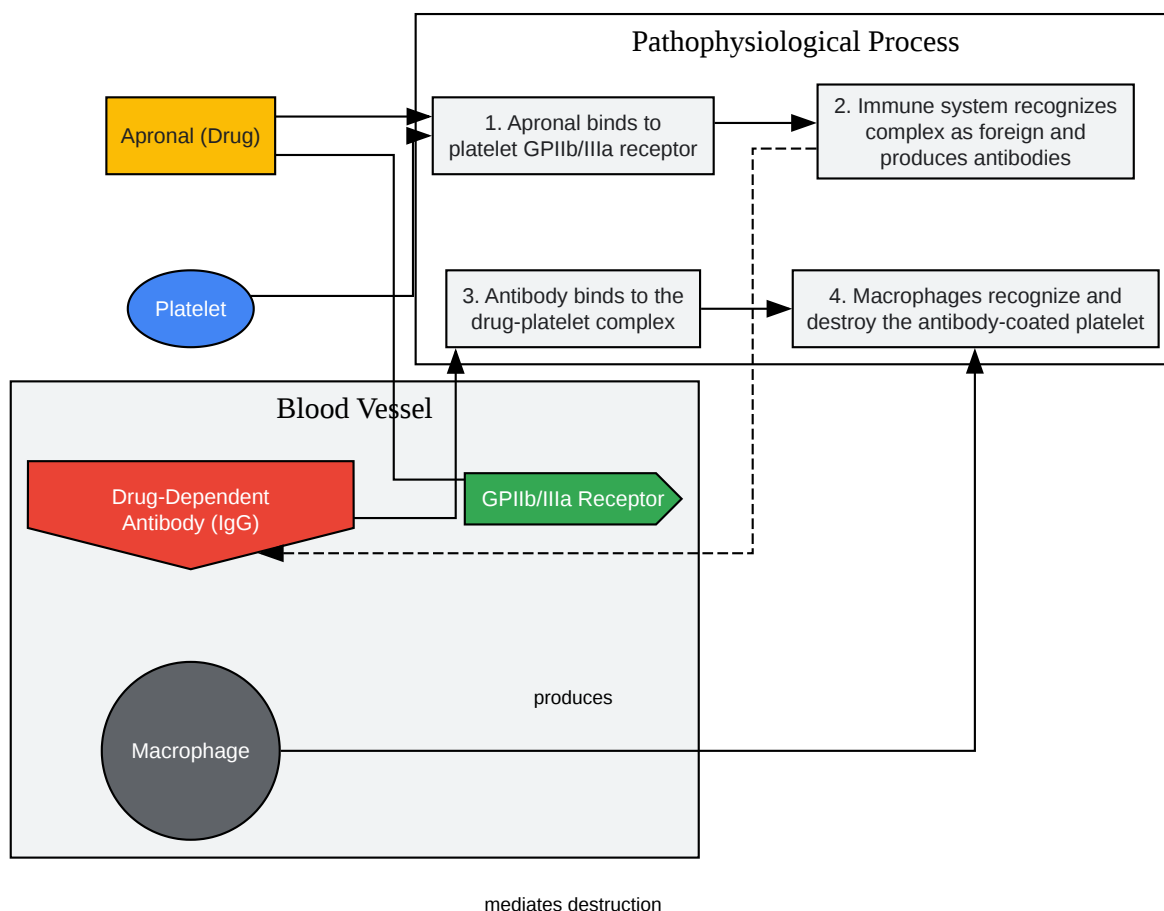 Pathophysiological Process
Apronal (Drug)
1. Apronal binds to
platelet GPIIb/IIIa receptor
2. Immune system recognizes
complex as foreign and
produces antibodies
Platelet
3. Antibody binds to the
drug-platelet complex
4. Macrophages recognize and
destroy the antibody-coated platelet
Blood Vessel
Drug-Dependent
Antibody (IgG)
GPIIb/IIIa Receptor
produces
Macrophage
mediates destruction